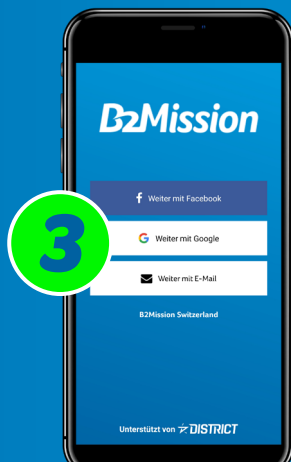 B2Mission
Weiter mit Facebook
3
Weiter mit Google
Weiter mit E-Mail
B2Mission Switzerland
Unterstützt von DISTRICT